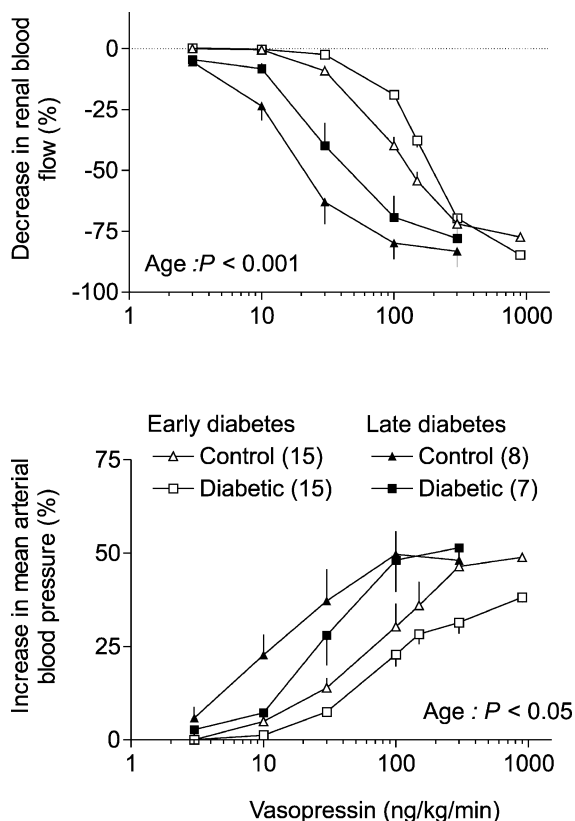 Decrease in renal blood
flow (%)
0
-25
-50
-75
-100
Age :P < 0.001
1
10
100
1000
Early diabetes
Control (15)
Diabetic (15)
Late diabetes
Control (8)
Diabetic (7)
Increase in mean arterial
blood pressure (%)
75
50
25
0
Age : P < 0.05
1
10
100
1000
Vasopressin (ng/kg/min)